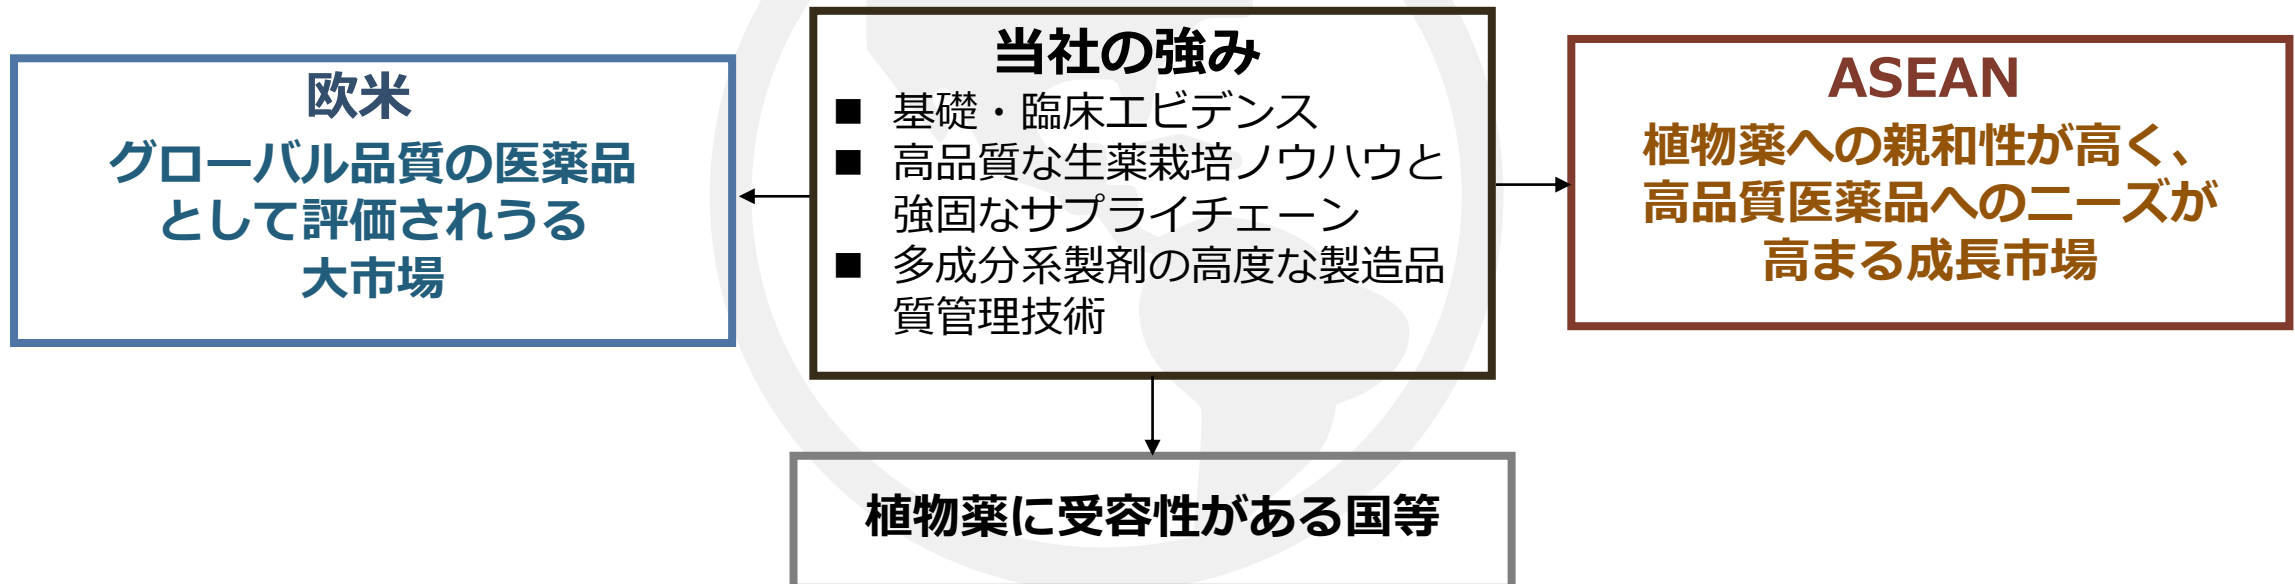 欧米
グローバル品質の医薬品
として評価されうる
大市場
当社の強み
■ 基礎・臨床エビデンス
■ 高品質な生薬栽培ノウハウと
強固なサプライチェーン
■ 多成分系製剤の高度な製造品
質管理技術
ASEAN
植物薬への親和性が高く、
高品質医薬品へのニーズが
高まる成長市場
植物薬に受容性がある国等